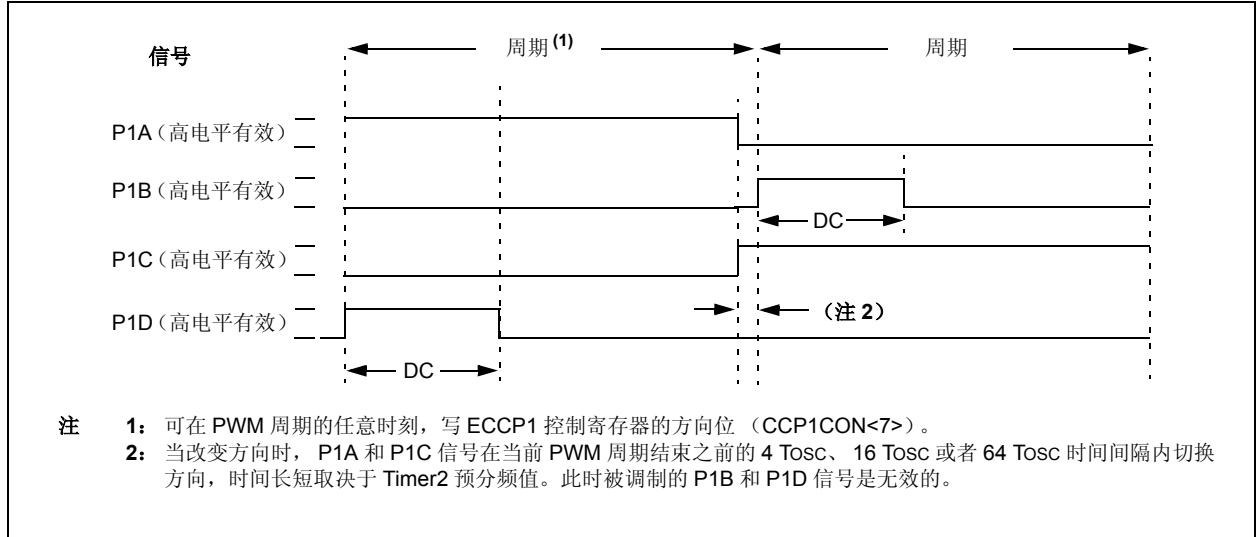 信号
周期(1)
周期
P1A(高电平有效)
P1B(高电平有效)
DC
P1C(高电平有效)
(注 2)
P1D(高电平有效)
DC
注 1: 可在 PWM 周期的任意时刻,写 ECCP1 控制寄存器的方向位 (CCP1CON<7>)。
2: 当改变方向时, P1A 和 P1C 信号在当前 PWM 周期结束之前的 4 TOSC、 16 TOSC 或者 64 TOSC 时间间隔内切换
方向,时间长短取决于 Timer2 预分频值。此时被调制的 P1B 和 P1D 信号是无效的。